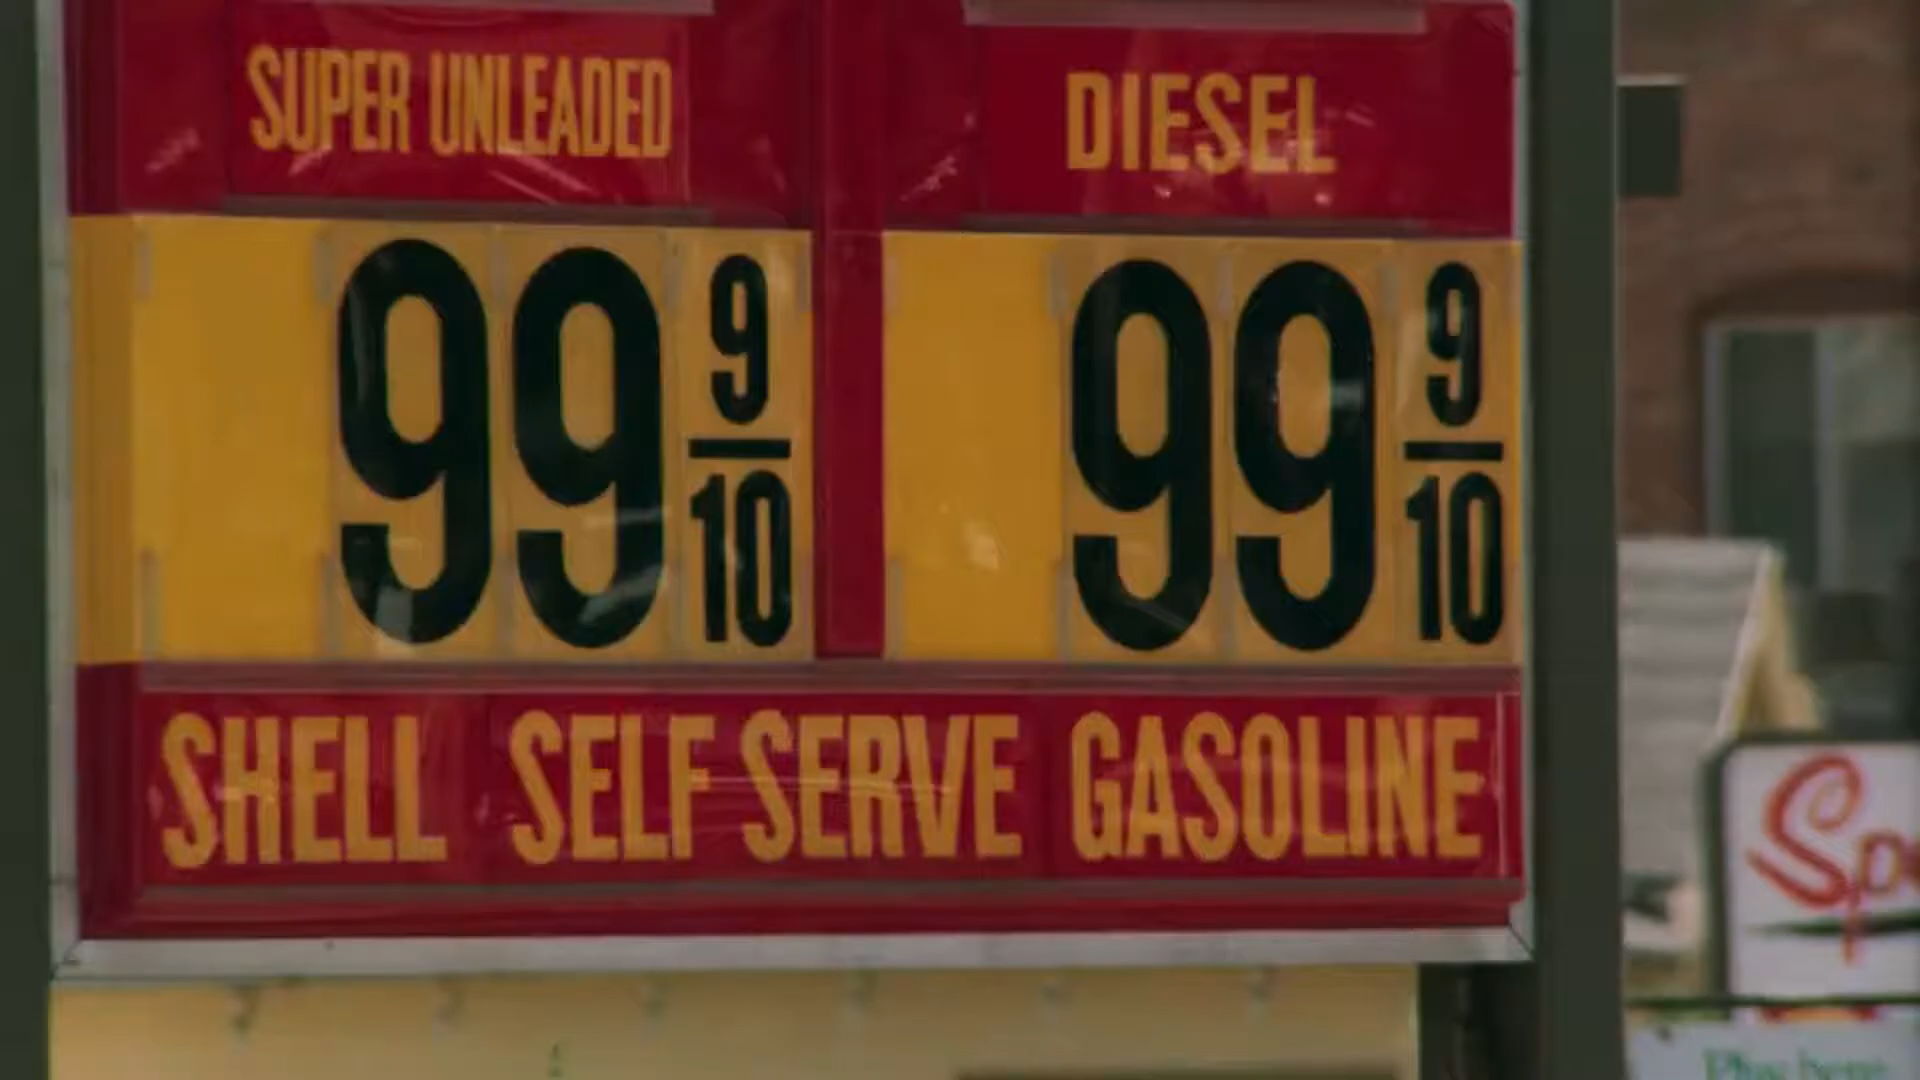 SUPER UNLEADED
DIESEL
99 9/10
99 9/10
SHELL SELF SERVE GASOLINE